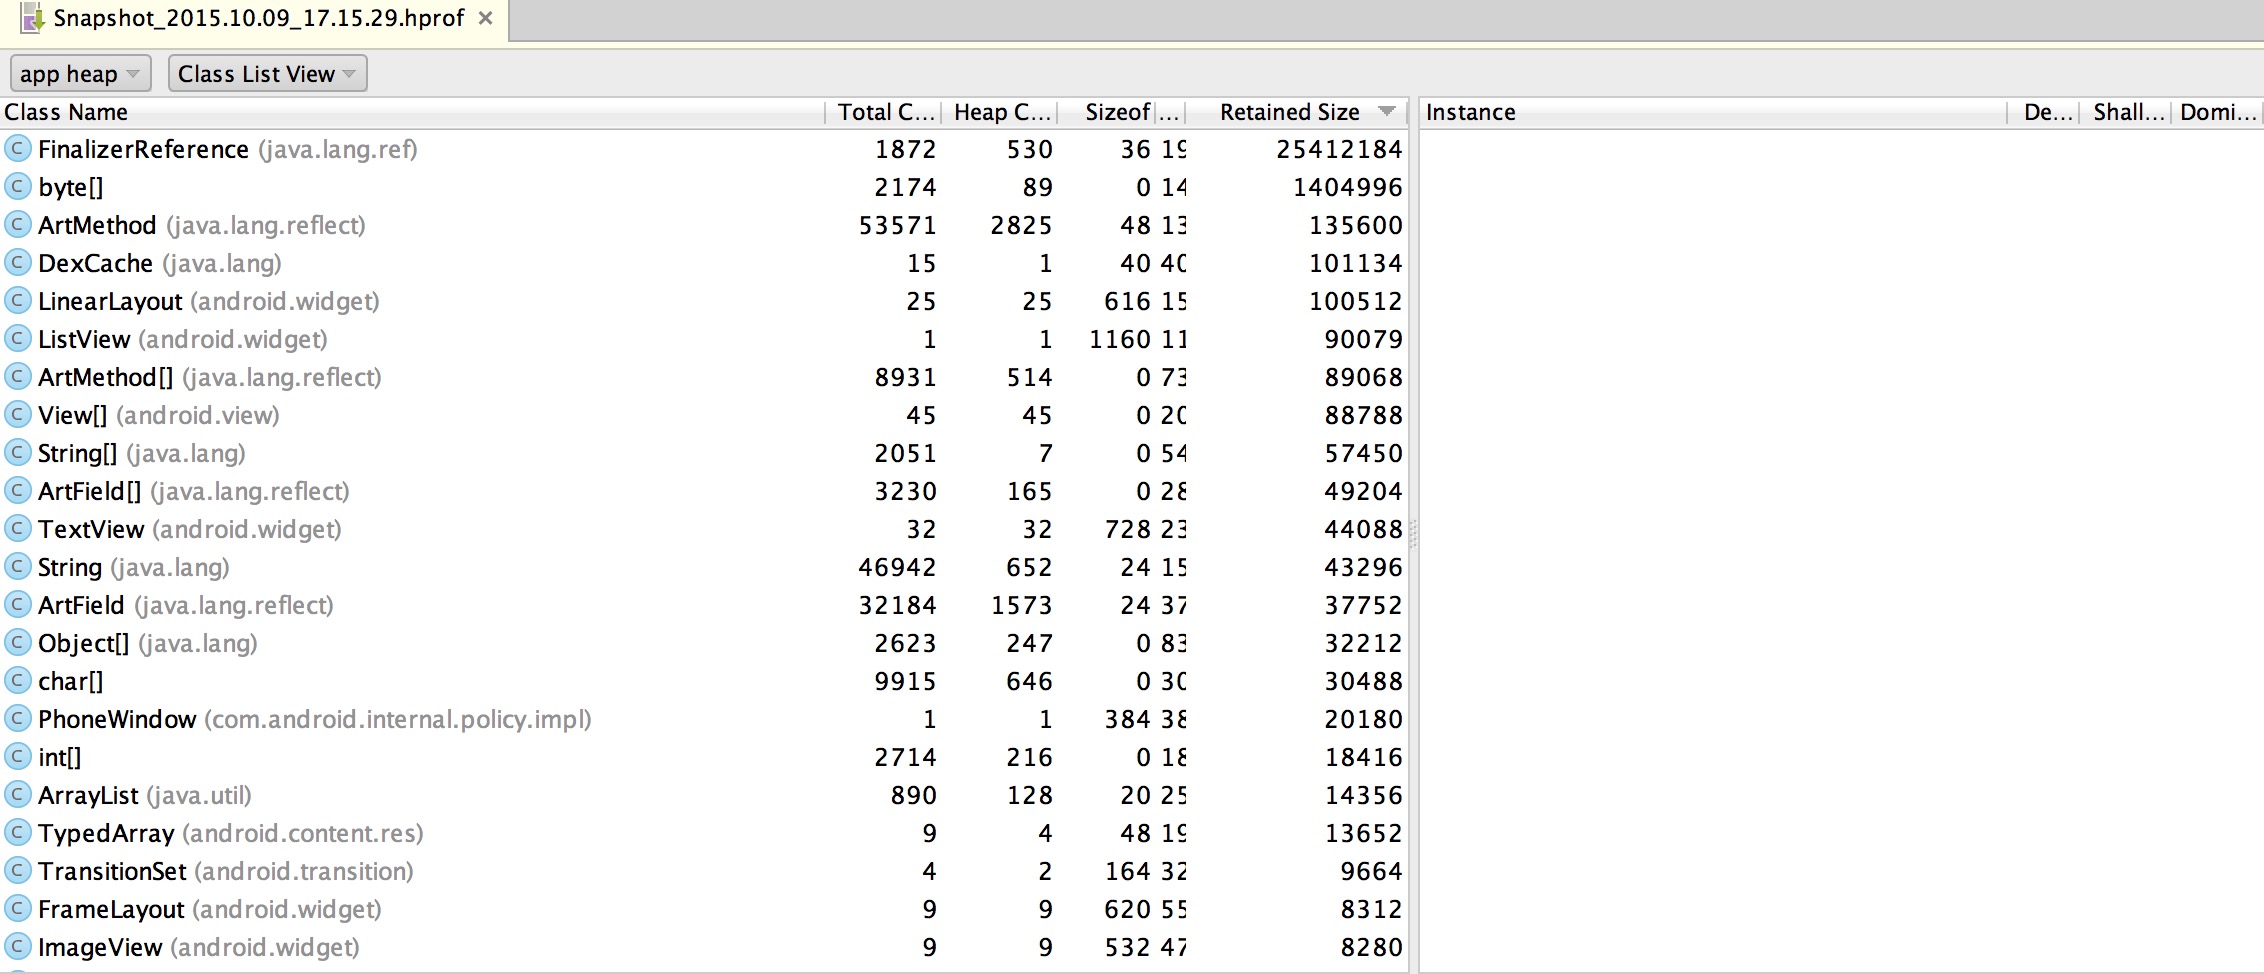 Snapshot_2015.10.09_17.15.29.hprof
app heap Class List View
Class Name Total C... Heap C... Sizeof ... Retained Size Instance De... Shall... Domi...
C FinalizerReference (java.lang.ref) 1872 530 36 19 25412184
C byte[] 2174 89 0 14 1404996
C ArtMethod (java.lang.reflect) 53571 2825 48 13 135600
C DexCache (java.lang) 15 1 40 40 101134
C LinearLayout (android.widget) 25 25 616 15 100512
C ListView (android.widget) 1 1 1160 11 90079
C ArtMethod[] (java.lang.reflect) 8931 514 0 73 89068
C View[] (android.view) 45 45 0 20 88788
C String[] (java.lang) 2051 7 0 54 57450
C ArtField[] (java.lang.reflect) 3230 165 0 28 49204
C TextView (android.widget) 32 32 728 23 44088
C String (java.lang) 46942 652 24 15 43296
C ArtField (java.lang.reflect) 32184 1573 24 37 37752
C Object[] (java.lang) 2623 247 0 83 32212
C char[] 9915 646 0 30 30488
C PhoneWindow (com.android.internal.policy.impl) 1 1 384 38 20180
C int[] 2714 216 0 18 18416
C ArrayList (java.util) 890 128 20 25 14356
C TypedArray (android.content.res) 9 4 48 19 13652
C TransitionSet (android.transition) 4 2 164 32 9664
C FrameLayout (android.widget) 9 9 620 55 8312
C ImageView (android.widget) 9 9 532 47 8280